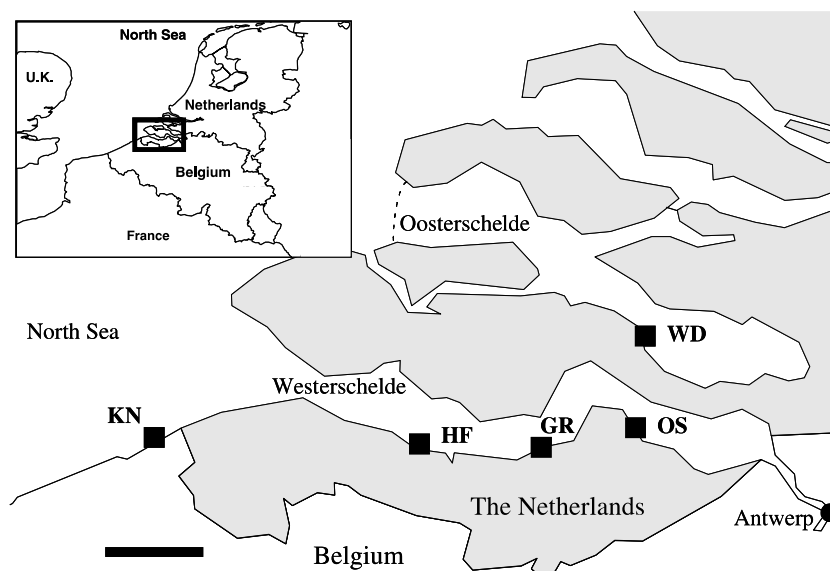 North Sea
U.K.
Netherlands
Belgium
France
Oosterschelde
North Sea
WD
Westerschelde
KN
HF
GR
OS
The Netherlands
Antwerp
Belgium